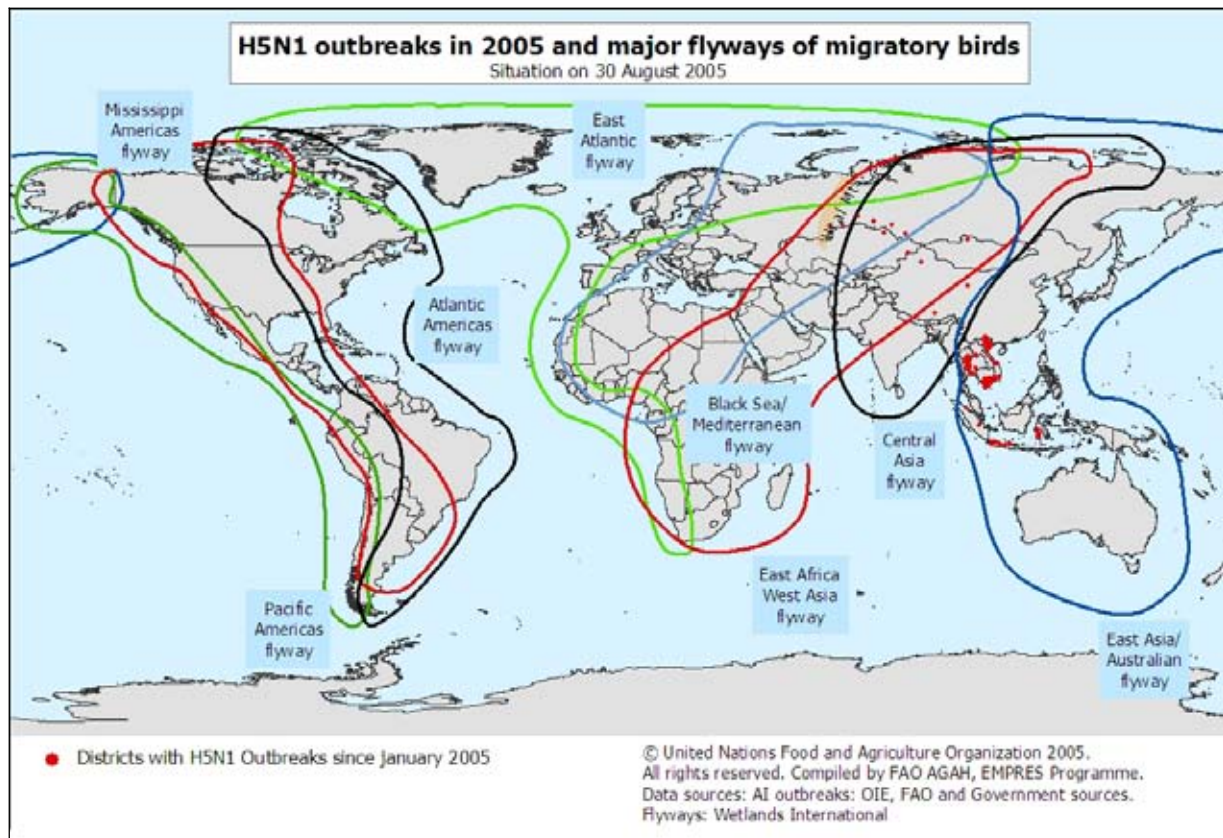 H5N1 outbreaks in 2005 and major flyways of migratory birds
Situation on 30 August 2005
Mississippi
Americas
flyway
East
Atlantic
flyway
Atlantic
Americas
flyway
Black Sea/
Mediterranean
flyway
Central
Asia
flyway
East Africa
West Asia
flyway
Pacific
Americas
flyway
East Asia/
Australian
flyway
Districts with H5N1 Outbreaks since January 2005
© United Nations Food and Agriculture Organization 2005.
All rights reserved. Compiled by FAO AGAH, EMPRES Programme.
Data sources: AI outbreaks: OIE, FAO and Government sources.
Flyways: Wetlands International